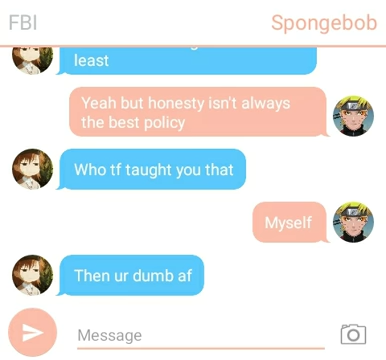 FBI Spongebob
least
Yeah but honesty isn't always
the best policy
Who tf taught you that
Myself
Then ur dumb af
Message